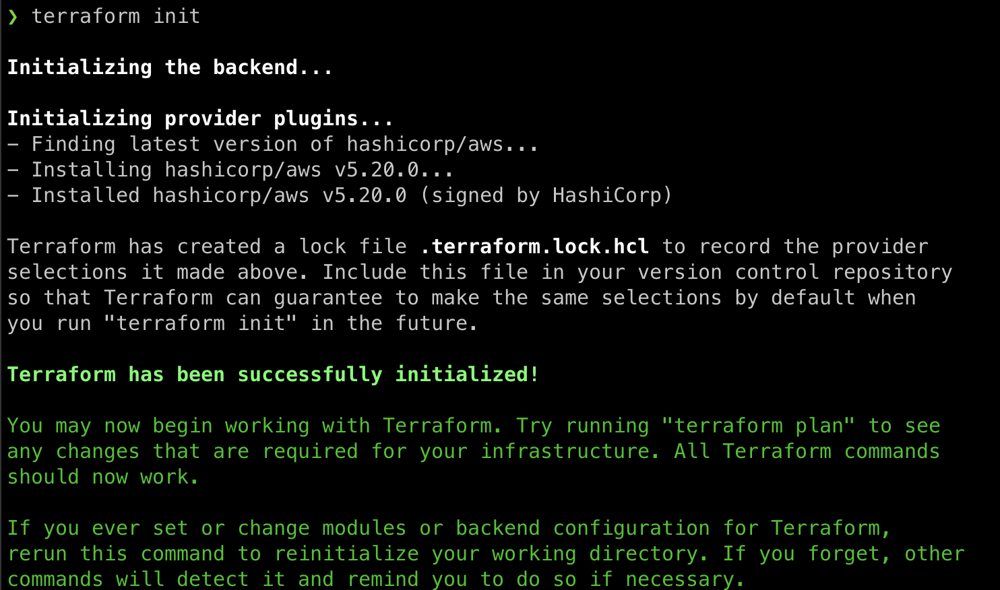 ❯ terraform init
Initializing the backend...
Initializing provider plugins...
- Finding latest version of hashicorp/aws...
- Installing hashicorp/aws v5.20.0...
- Installed hashicorp/aws v5.20.0 (signed by HashiCorp)
Terraform has created a lock file .terraform.lock.hcl to record the provider
selections it made above. Include this file in your version control repository
so that Terraform can guarantee to make the same selections by default when
you run "terraform init" in the future.
Terraform has been successfully initialized!
You may now begin working with Terraform. Try running "terraform plan" to see
any changes that are required for your infrastructure. All Terraform commands
should now work.
If you ever set or change modules or backend configuration for Terraform,
rerun this command to reinitialize your working directory. If you forget, other
commands will detect it and remind you to do so if necessary.